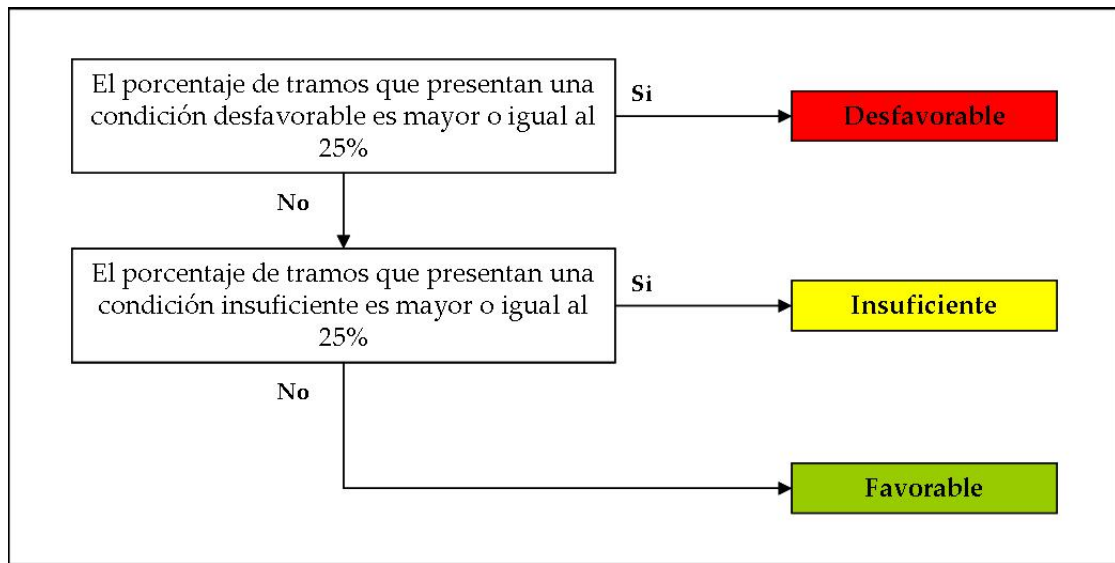 El porcentaje de tramos que presentan una
condición desfavorable es mayor o igual al
25%
Si
Desfavorable
No
El porcentaje de tramos que presentan una
condición insuficiente es mayor o igual al
25%
Si
Insuficiente
No
Favorable